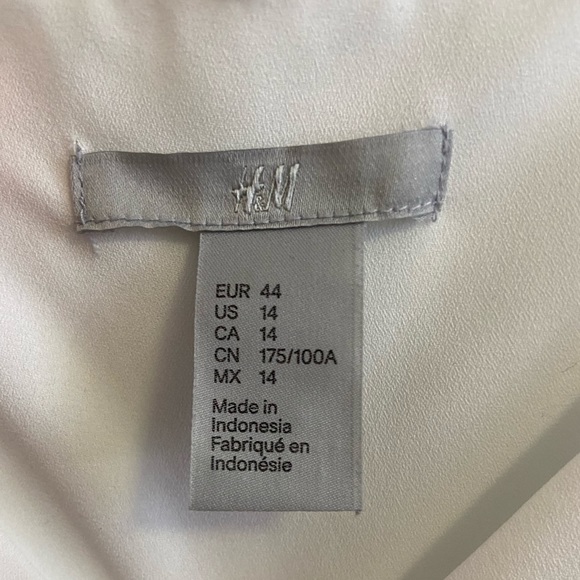 H&M
EUR 44
US 14
CA 14
CN 175/100A
MX 14
Made in
Indonesia
Fabriqué en
Indonésie